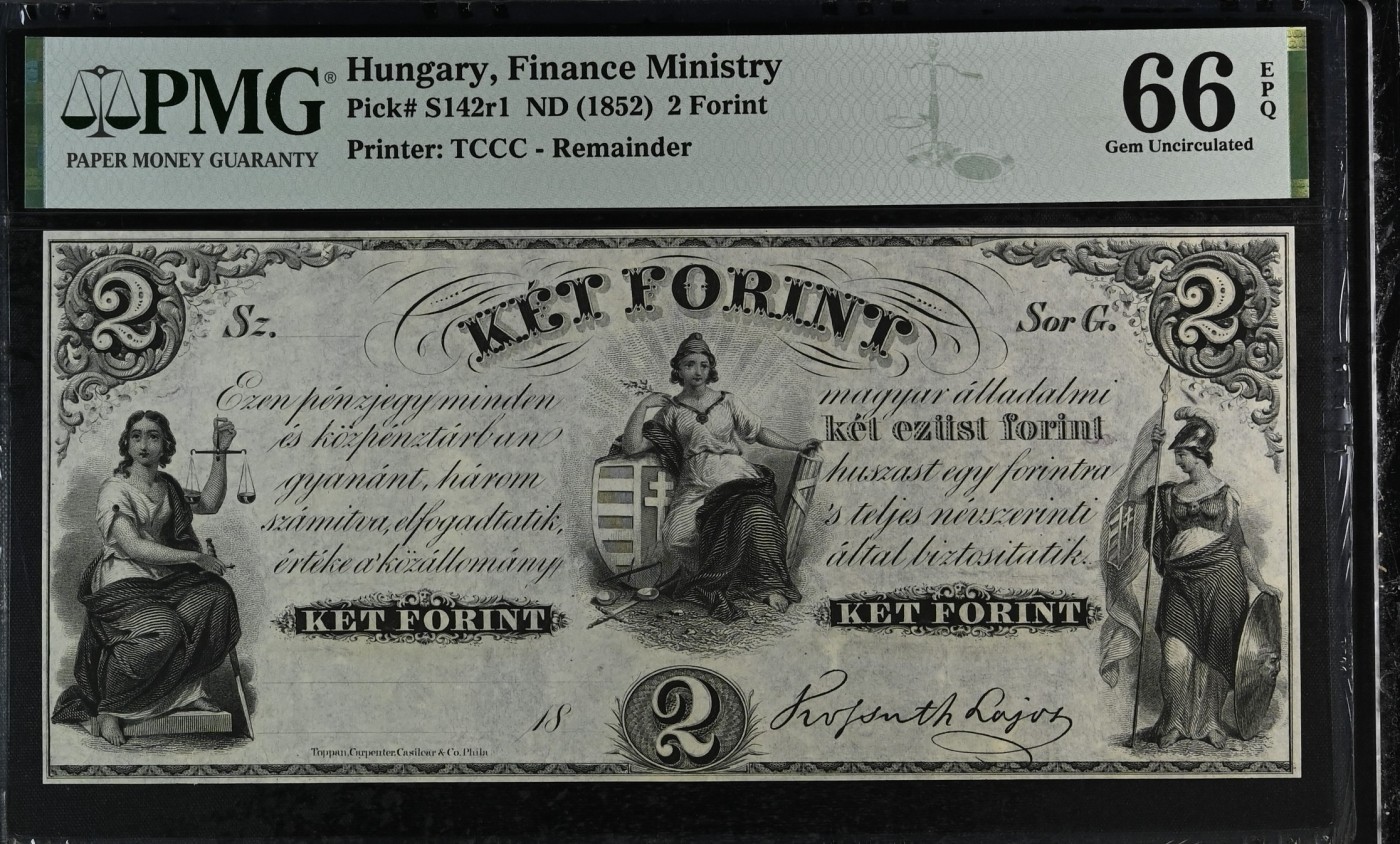 PMG®
PAPER MONEY GUARANTY
Hungary, Finance Ministry
Pick# S142r1 ND (1852) 2 Forint
Printer: TCCC - Remainder
66
EPQ
Gem Uncirculated
2
Sz.
KÉT FORINT
Sor G.
2
Ezen pénzjegy minden magyar álladalmi
és közpénztárban két ezüst forint
gyanánt, három huszast egy forintra
számitva, elfogadtatik, 's teljes névszerinti
értéke a' közállomány által biztosítatik.
KET FORINT
KET FORINT
18
2
Kossuth Lajos
Toppan, Carpenter, Casilear & Co. Phila